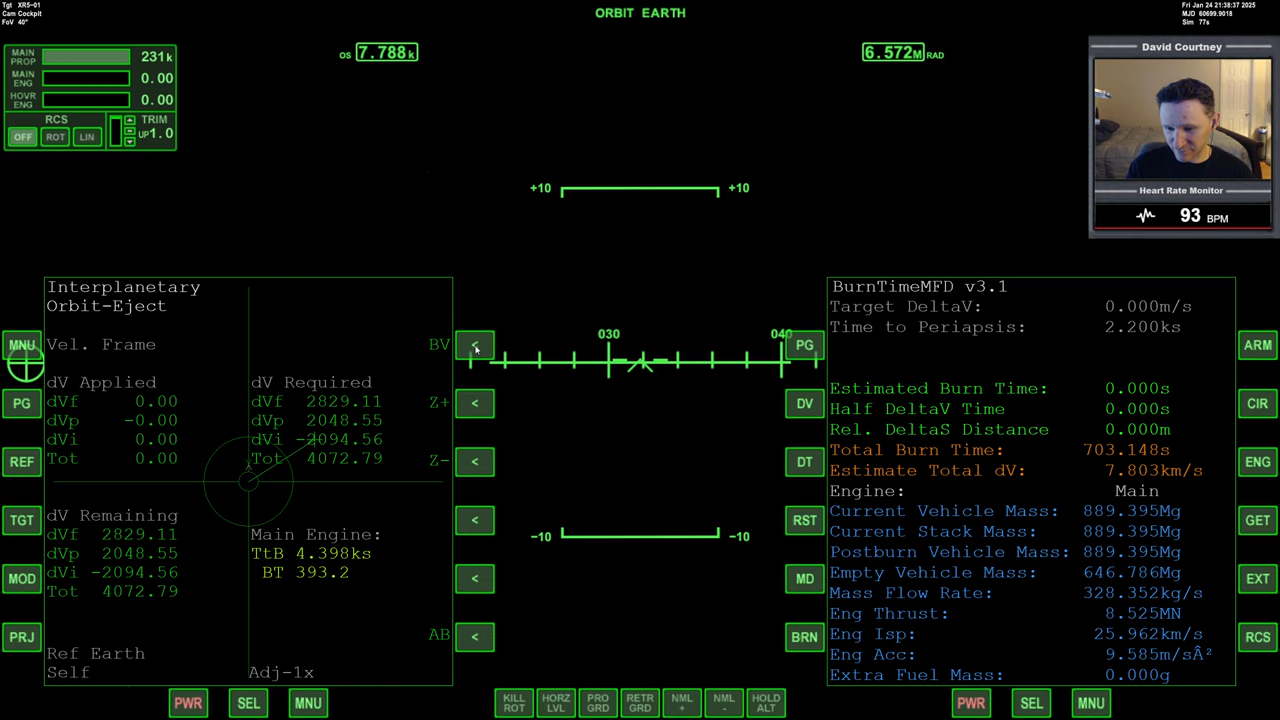 Tgt XR5-01
Cam Cockpit
FoV 40°
ORBIT EARTH
Fri Jan 24 21:38:37 2025
MJD 60699.9018
Sim 77s
MAIN PROP 231k
MAIN ENG 0.00
HOVR ENG 0.00
RCS TRIM
OFF ROT LIN UP 1.0
OS 7.788k
6.572M RAD
David Courtney
Heart Rate Monitor
93 BPM
+10 +10
030 040
-10 -10
Interplanetary
Orbit-Eject
MNU Vel. Frame BV <
dV Applied dV Required
dVf 0.00 dVf 2829.11
PG Z+ <
dVp -0.00 dVp 2048.55
dVi 0.00 dVi -2094.56
REF Tot 0.00 Tot 4072.79 Z- <
TGT dV Remaining <
dVf 2829.11 Main Engine:
dVp 2048.55 TtB 4.398ks
MOD dVi -2094.56 BT 393.2 <
Tot 4072.79
PRJ AB <
Ref Earth
Self Adj-1x
PWR SEL MNU
KILL ROT HORZ LVL PRO GRD RETR GRD NML + NML - HOLD ALT
BurnTimeMFD v3.1
Target DeltaV: 0.000m/s
Time to Periapsis: 2.200ks
PG ARM
Estimated Burn Time: 0.000s
DV Half DeltaV Time 0.000s CIR
Rel. DeltaS Distance 0.000m
Total Burn Time: 703.148s
DT Estimate Total dV: 7.803km/s ENG
Engine: Main
Current Vehicle Mass: 889.395Mg
RST Current Stack Mass: 889.395Mg GET
Postburn Vehicle Mass: 889.395Mg
MD Empty Vehicle Mass: 646.786Mg EXT
Mass Flow Rate: 328.352kg/s
Eng Thrust: 8.525MN
BRN Eng Isp: 25.962km/s RCS
Eng Acc: 9.585m/sÂ²
Extra Fuel Mass: 0.000g
PWR SEL MNU